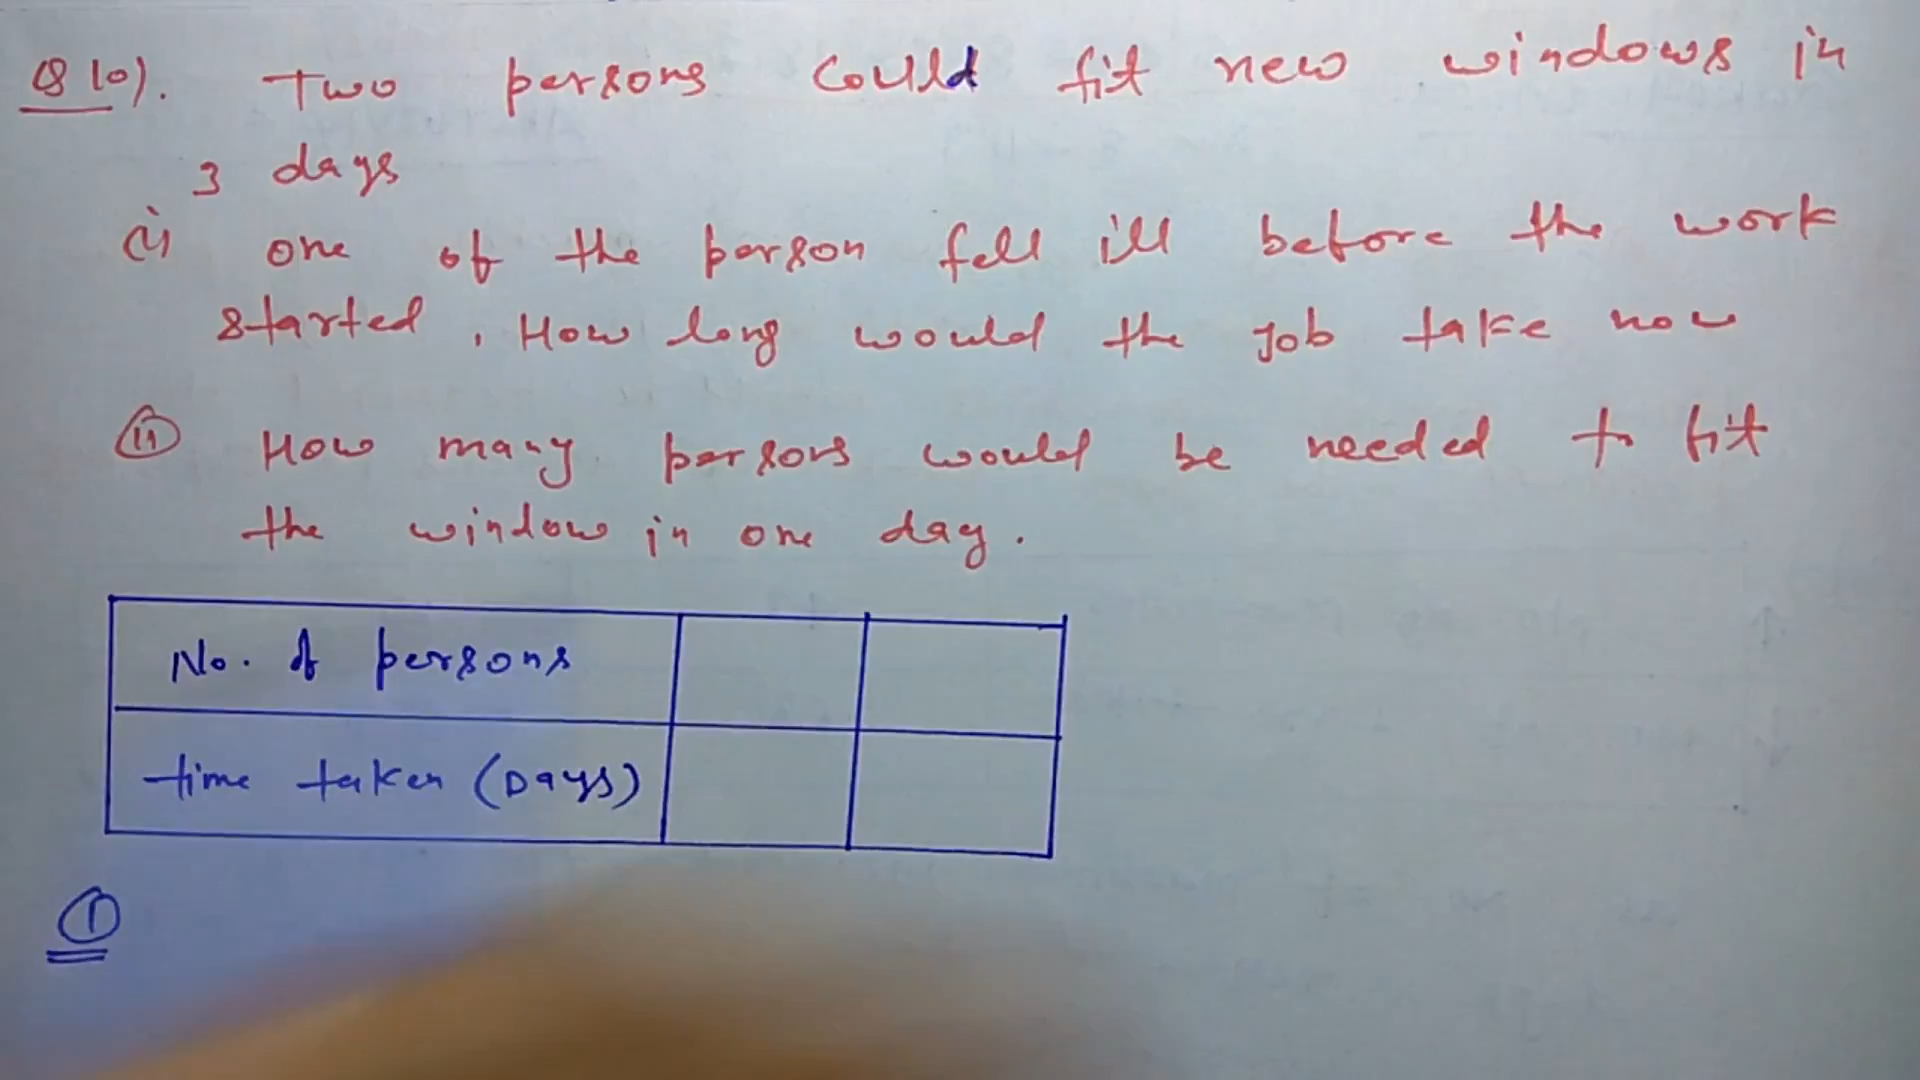 Q 10). Two persons could fit new windows in
3 days
(i) one of the person fell ill before the work
started, How long would the job take now
(ii) How many persons would be needed to fit
the window in one day.
No. of persons
time taken (Days)
(1)